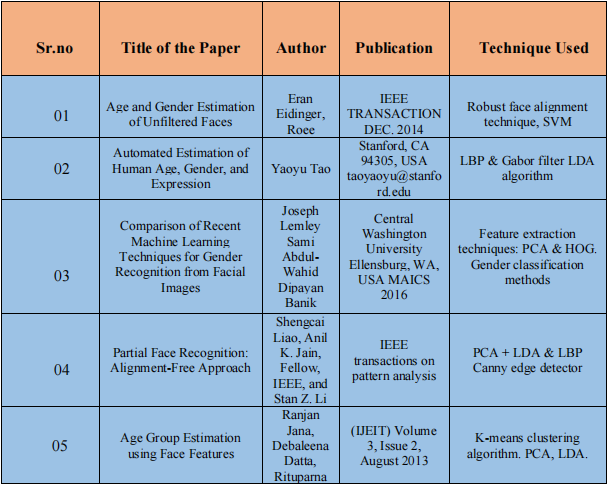 Sr.no Title of the Paper Author Publication Technique Used
01
Age and Gender Estimation
of Unfiltered Faces
Eran
Eidinger,
Roee
IEEE
TRANSACTION
DEC. 2014
Robust face alignment
technique, SVM
02
Automated Estimation of
Human Age, Gender, and
Expression
Yaoyu Tao
Stanford, CA
94305, USA
taoyaoyu@stanfo
rd.edu
LBP & Gabor filter LDA
algorithm
03
Comparison of Recent
Machine Learning
Techniques for Gender
Recognition from Facial
Images
Joseph
Lemley
Sami
Abdul-
Wahid
Dipayan
Banik
Central
Washington
University
Ellensburg, WA,
USA MAICS
2016
Feature extraction
techniques: PCA & HOG.
Gender classification
methods
04
Partial Face Recognition:
Alignment-Free Approach
Shengcai
Liao, Anil
K. Jain,
Fellow,
IEEE, and
Stan Z. Li
IEEE
transactions on
pattern analysis
PCA + LDA & LBP
Canny edge detector
05
Age Group Estimation
using Face Features
Ranjan
Jana,
Debaleena
Datta,
Rituparna
(IJEIT) Volume
3, Issue 2,
August 2013
K-means clustering
algorithm. PCA, LDA.